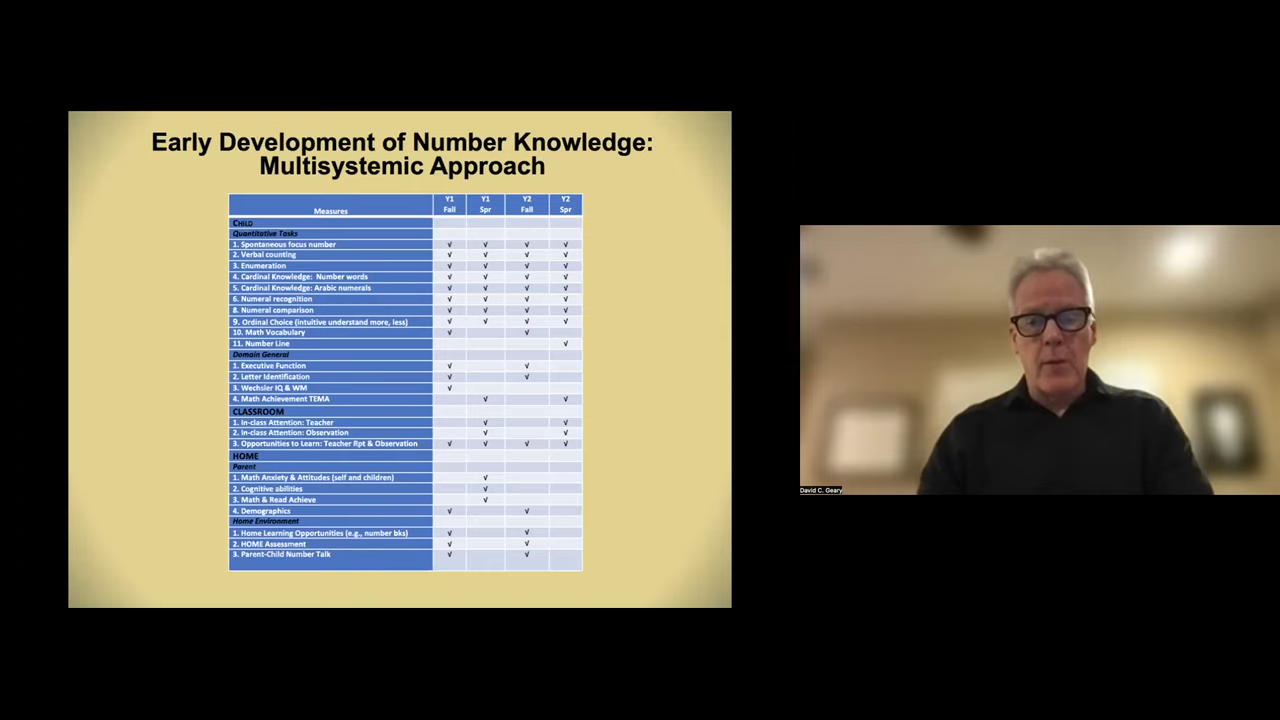 Early Development of Number Knowledge:
Multisystemic Approach
Measures Y1 Fall Y1 Spr Y2 Fall Y2 Spr
CHILD
Quantitative Tasks
1. Spontaneous focus number √ √ √ √
2. Verbal counting √ √ √ √
3. Enumeration √ √ √ √
4. Cardinal Knowledge: Number words √ √ √ √
5. Cardinal Knowledge: Arabic numerals √ √ √ √
6. Numeral recognition √ √ √ √
8. Numeral comparison √ √ √ √
9. Ordinal Choice (intuitive understand more, less) √ √ √ √
10. Math Vocabulary √ √
11. Number Line √
Domain General
1. Executive Function √ √
2. Letter Identification √ √
3. Wechsler IQ & WM √
4. Math Achievement TEMA √ √
CLASSROOM
1. In-class Attention: Teacher √ √
2. In-class Attention: Observation √ √
3. Opportunities to Learn: Teacher Rpt & Observation √ √ √ √
HOME
Parent
1. Math Anxiety & Attitudes (self and children) √
2. Cognitive abilities √
3. Math & Read Achieve √
4. Demographics √ √
Home Environment
1. Home Learning Opportunities (e.g., number bks) √ √
2. HOME Assessment √ √
3. Parent-Child Number Talk √ √
David C. Geary